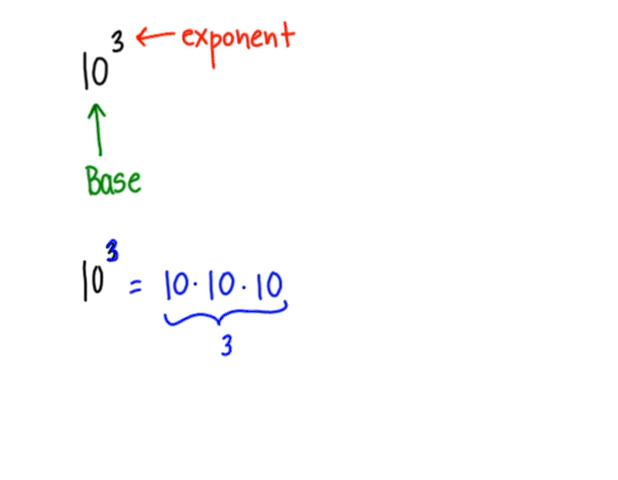 10³ ← exponent
↑
Base
10³ = 10 · 10 · 10
3